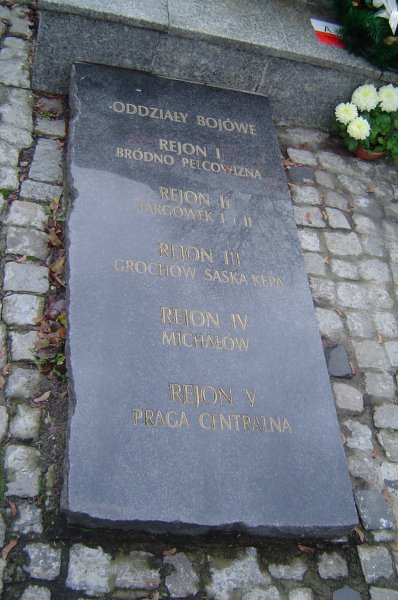 ODDZIAŁY BOJOWE
REJON I
BRÓDNO PELCOWIZNA
REJON II
TARGÓWEK I i II
REJON III
GROCHÓW SASKA KĘPA
REJON IV
MICHAŁÓW
REJON V
PRAGA CENTRALNA